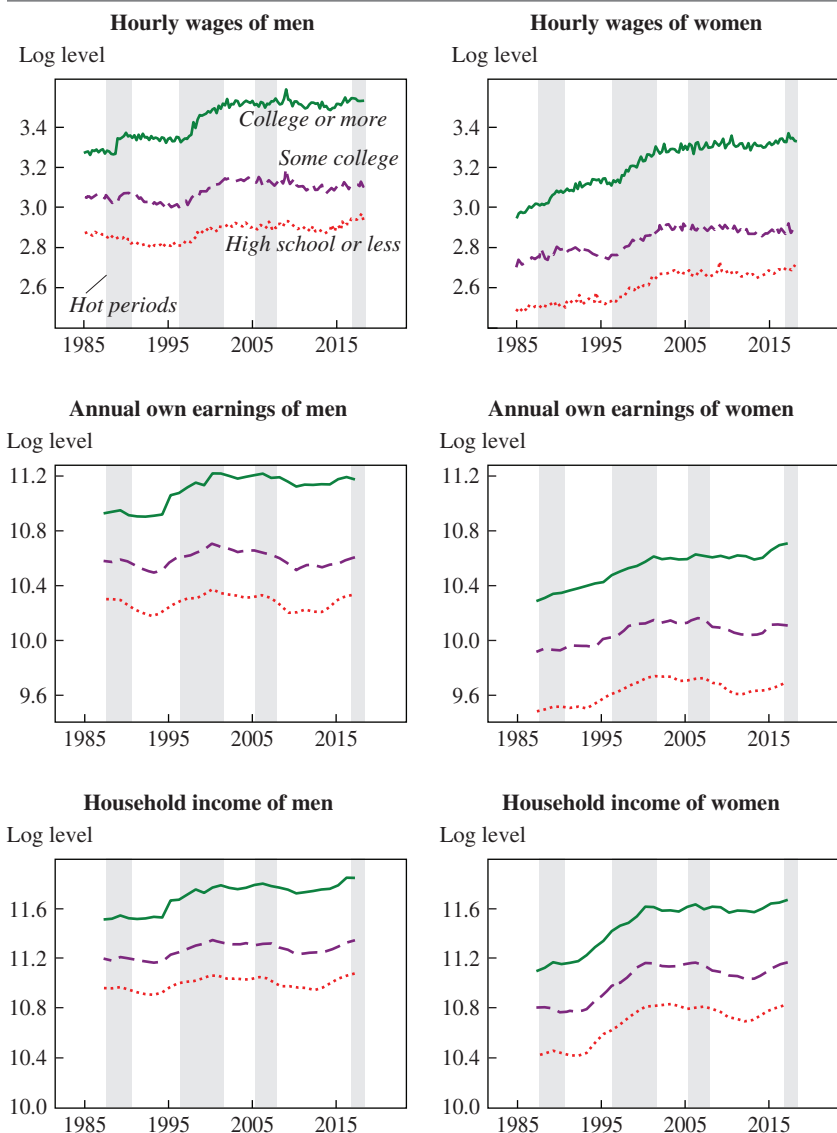 Hourly wages of men
Hourly wages of women
Log level
Log level
3.4
3.2
3.0
2.8
2.6
College or more
Some college
High school or less
Hot periods
1985 1995 2005 2015
3.4
3.2
3.0
2.8
2.6
1985 1995 2005 2015
Annual own earnings of men
Annual own earnings of women
Log level
Log level
11.2
10.8
10.4
10.0
9.6
1985 1995 2005 2015
11.2
10.8
10.4
10.0
9.6
1985 1995 2005 2015
Household income of men
Household income of women
Log level
Log level
11.6
11.2
10.8
10.4
10.0
1985 1995 2005 2015
11.6
11.2
10.8
10.4
10.0
1985 1995 2005 2015